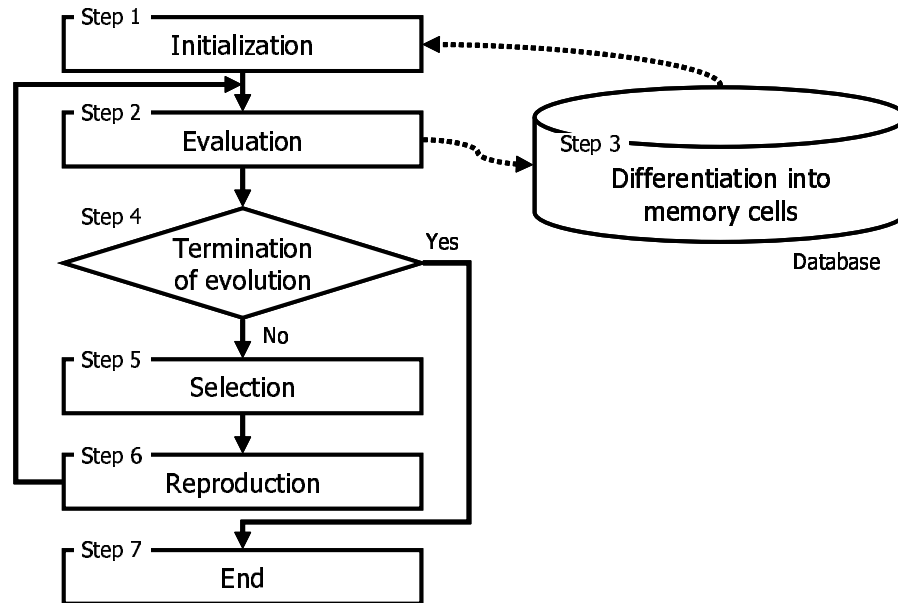 Step 1
Initialization
Step 2
Evaluation
Step 3
Differentiation into
memory cells
Database
Step 4
Termination
of evolution
Yes
No
Step 5
Selection
Step 6
Reproduction
Step 7
End